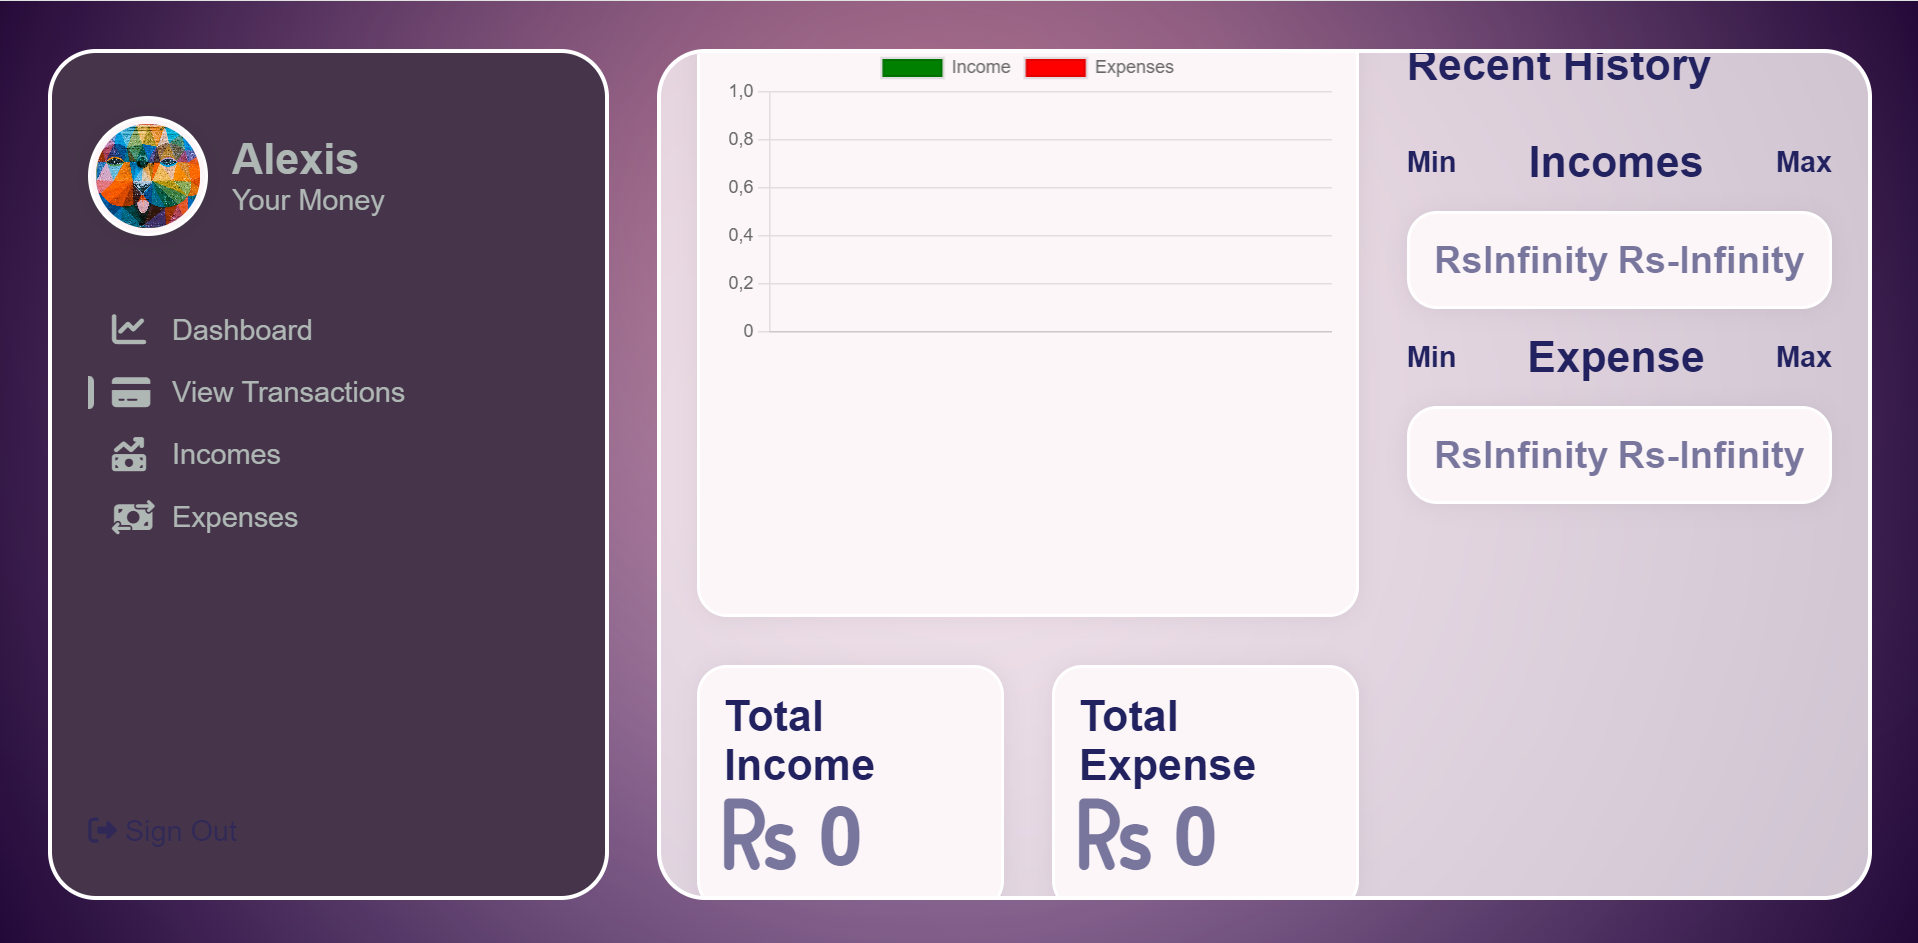 Alexis
Your Money
Dashboard
View Transactions
Incomes
Expenses
Sign Out
Income Expenses
1,0
0,8
0,6
0,4
0,2
0
Total
Income
Rs 0
Total
Expense
Rs 0
Recent History
Min Incomes Max
RsInfinity Rs-Infinity
Min Expense Max
RsInfinity Rs-Infinity